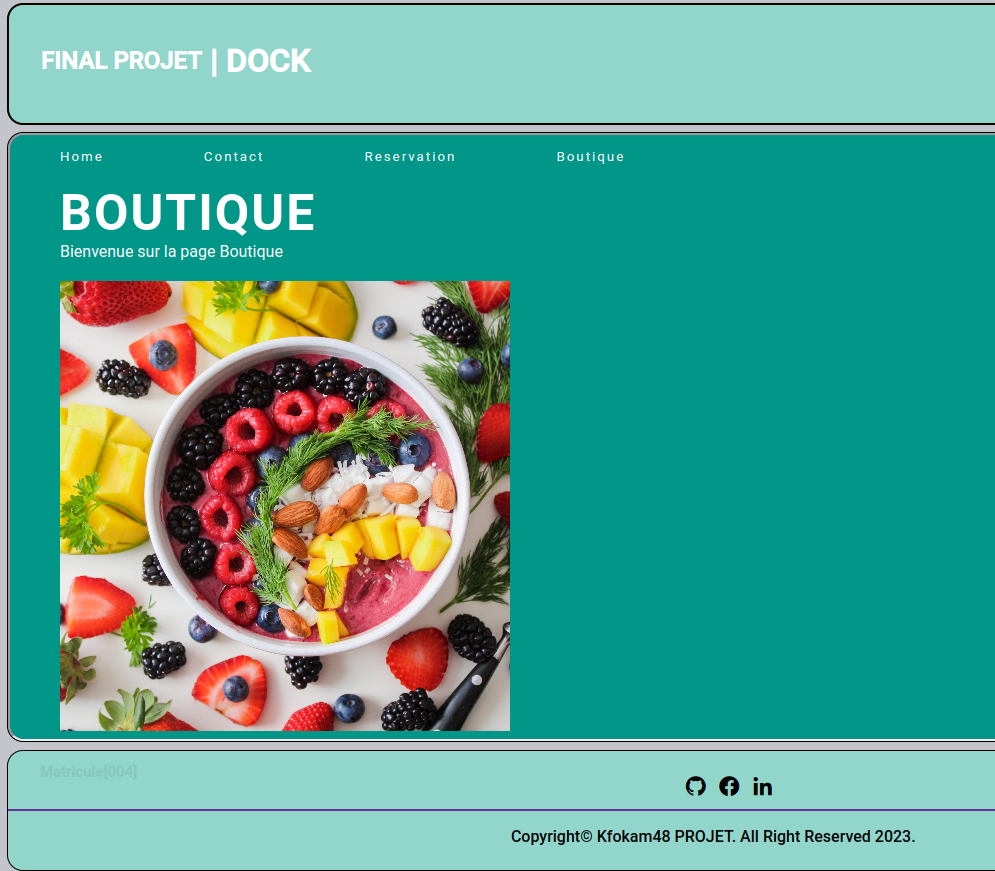 FINAL PROJET | DOCK
Home Contact Reservation Boutique
BOUTIQUE
Bienvenue sur la page Boutique
Matricule[004]
Copyright© Kfokam48 PROJET. All Right Reserved 2023.